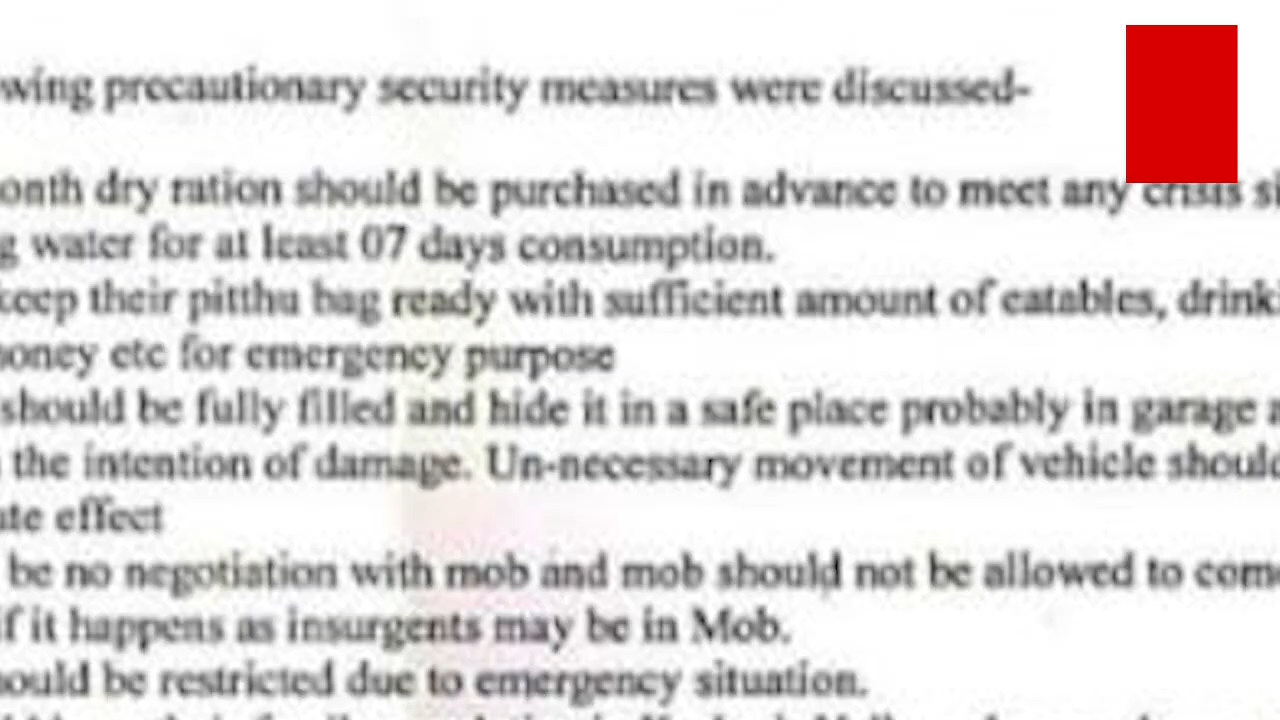 owing precautionary security measures were discussed-
onth dry ration should be purchased in advance to meet any crisis si
g water for at least 07 days consumption.
keep their pitthu bag ready with sufficient amount of eatables, drinki
money etc for emergency purpose
should be fully filled and hide it in a safe place probably in garage a
the intention of damage. Un-necessary movement of vehicle should
ate effect
be no negotiation with mob and mob should not be allowed to come
if it happens as insurgents may be in Mob.
hould be restricted due to emergency situation.